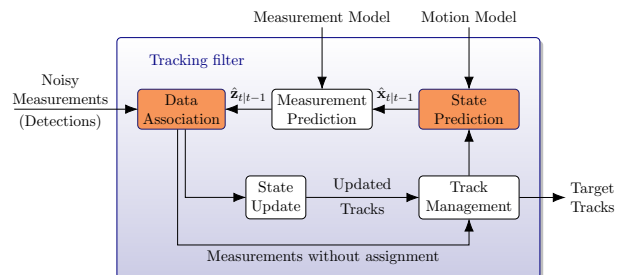 Measurement Model
Motion Model
Tracking filter
Noisy
Measurements
(Detections)
Data
Association
ẑt|t−1
Measurement
Prediction
x̂t|t−1
State
Prediction
State
Update
Updated
Tracks
Track
Management
Target
Tracks
Measurements without assignment